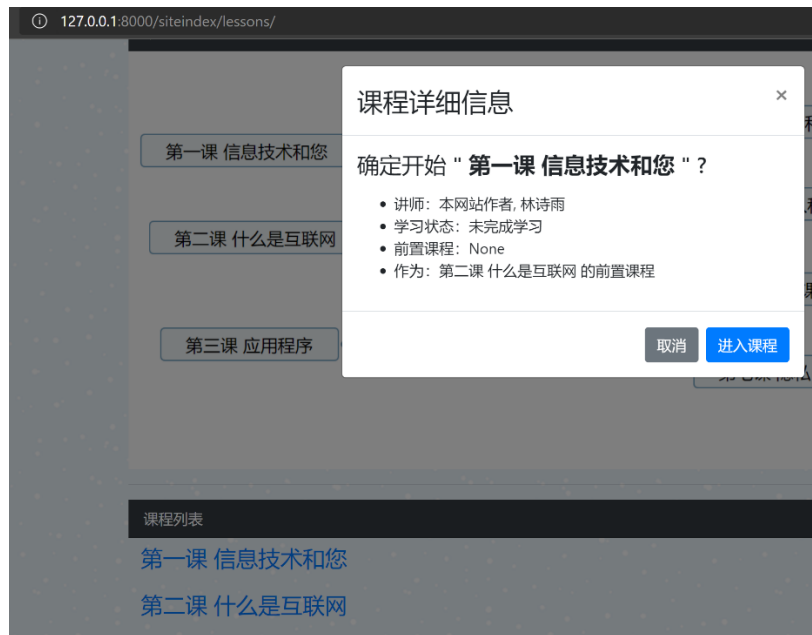 127.0.0.1:8000/siteindex/lessons/
课程详细信息
×
第一课 信息技术和您
确定开始 " 第一课 信息技术和您 " ?
讲师：本网站作者, 林诗雨
学习状态：未完成学习
前置课程：None
作为：第二课 什么是互联网 的前置课程
第二课 什么是互联网
第三课 应用程序
取消
进入课程
课程列表
第一课 信息技术和您
第二课 什么是互联网